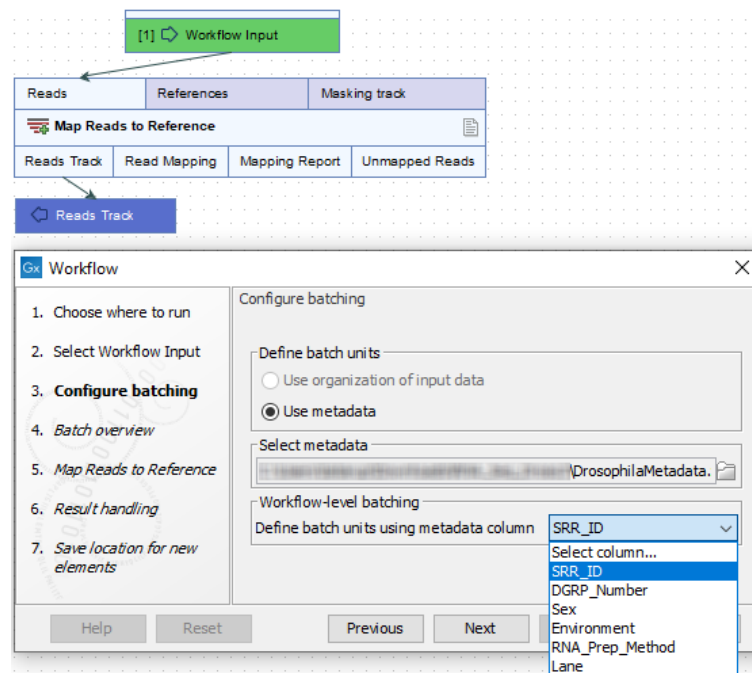 [1] Workflow Input
Reads References Masking track
Map Reads to Reference
Reads Track Read Mapping Mapping Report Unmapped Reads
Reads Track
Gx Workflow
1. Choose where to run
2. Select Workflow Input
3. Configure batching
4. Batch overview
5. Map Reads to Reference
6. Result handling
7. Save location for new
elements
Configure batching
Define batch units
Use organization of input data
Use metadata
Select metadata
\DrosophilaMetadata.
Workflow-level batching
Define batch units using metadata column SRR_ID
Select column...
SRR_ID
DGRP_Number
Sex
Environment
RNA_Prep_Method
Lane
Help Reset Previous Next